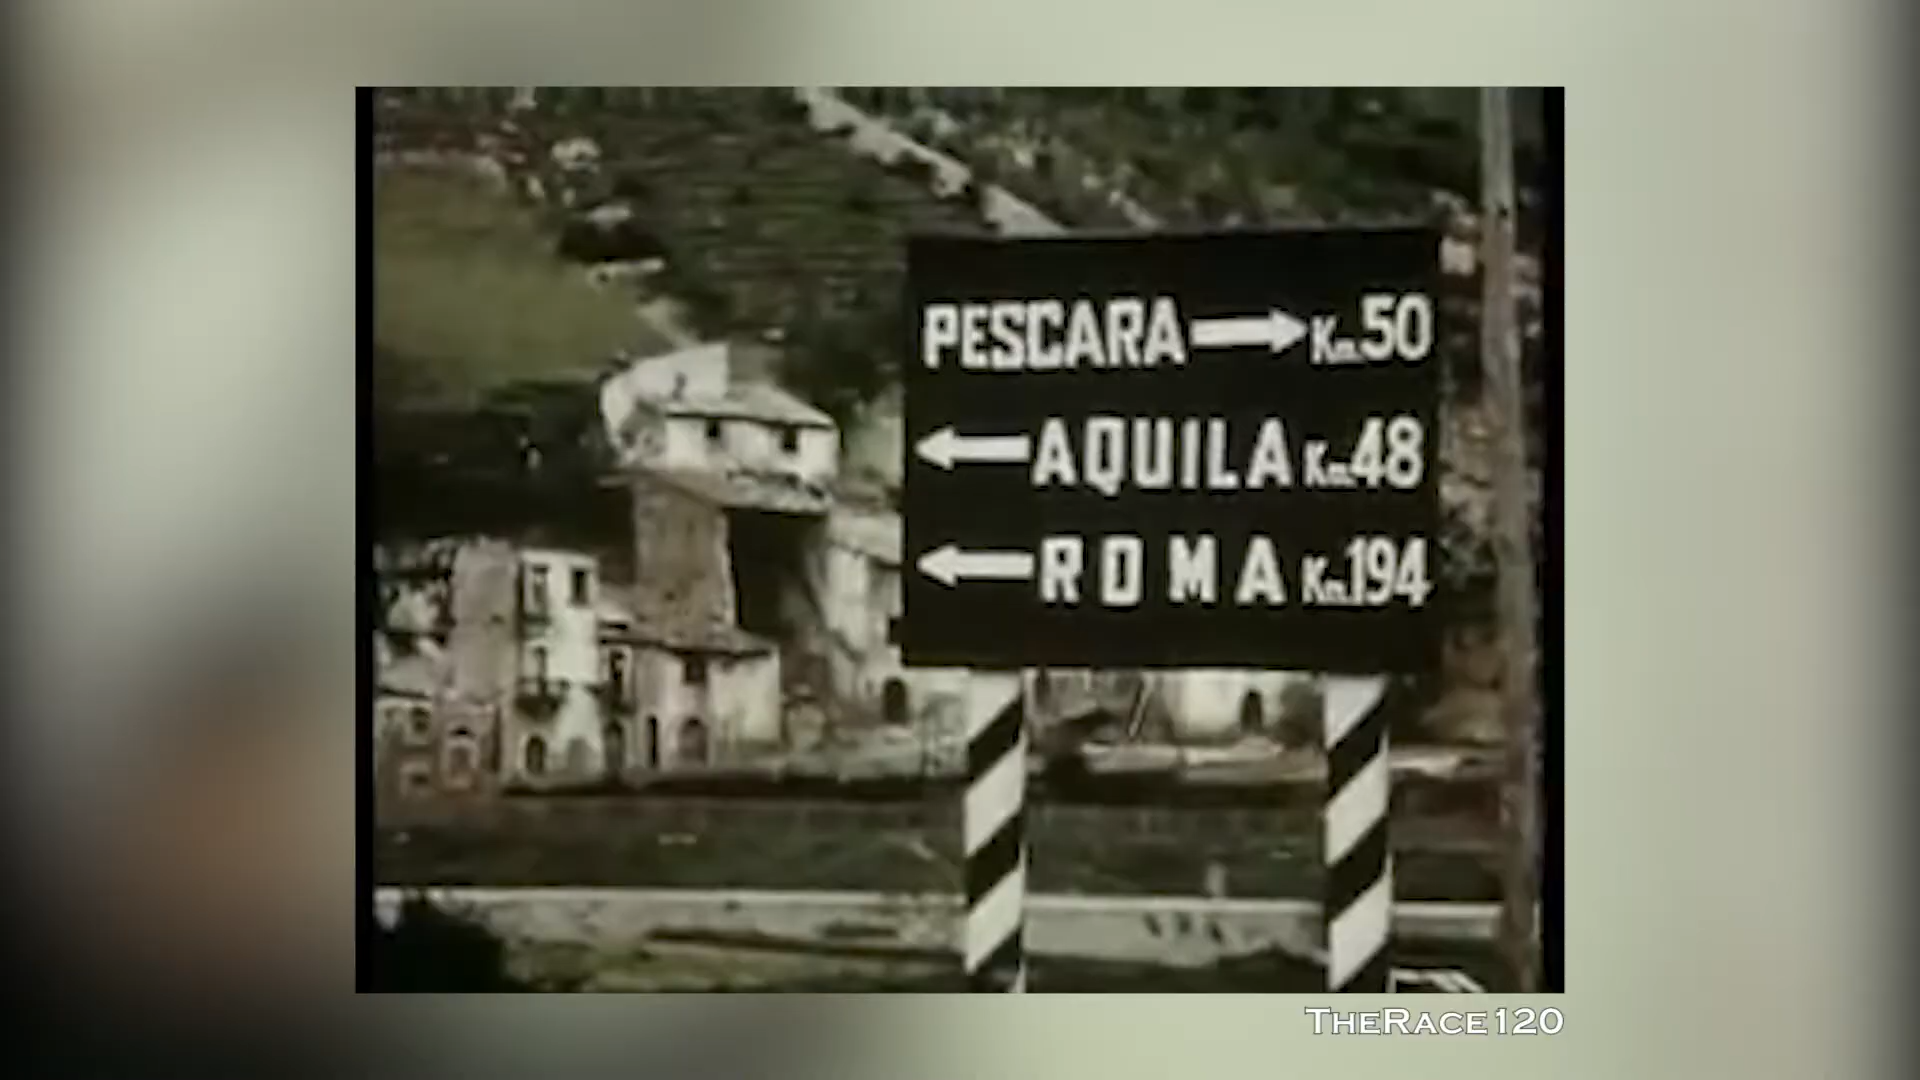 PESCARA → Km.50
← AQUILA Km.48
← ROMA Km.194
THERACE120